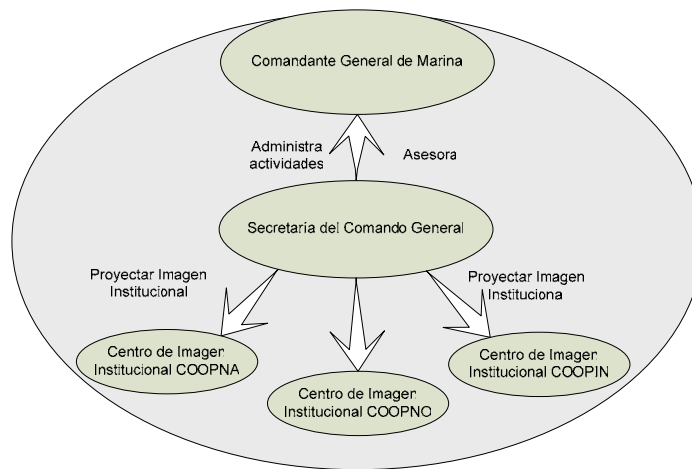 Comandante General de Marina
Administra
actividades
Asesora
Secretaría del Comando General
Proyectar Imagen
Institucional
Proyectar Imagen
Instituciona
Centro de Imagen
Institucional COOPNA
Centro de Imagen
Institucional COOPNO
Centro de Imagen
Institucional COOPIN